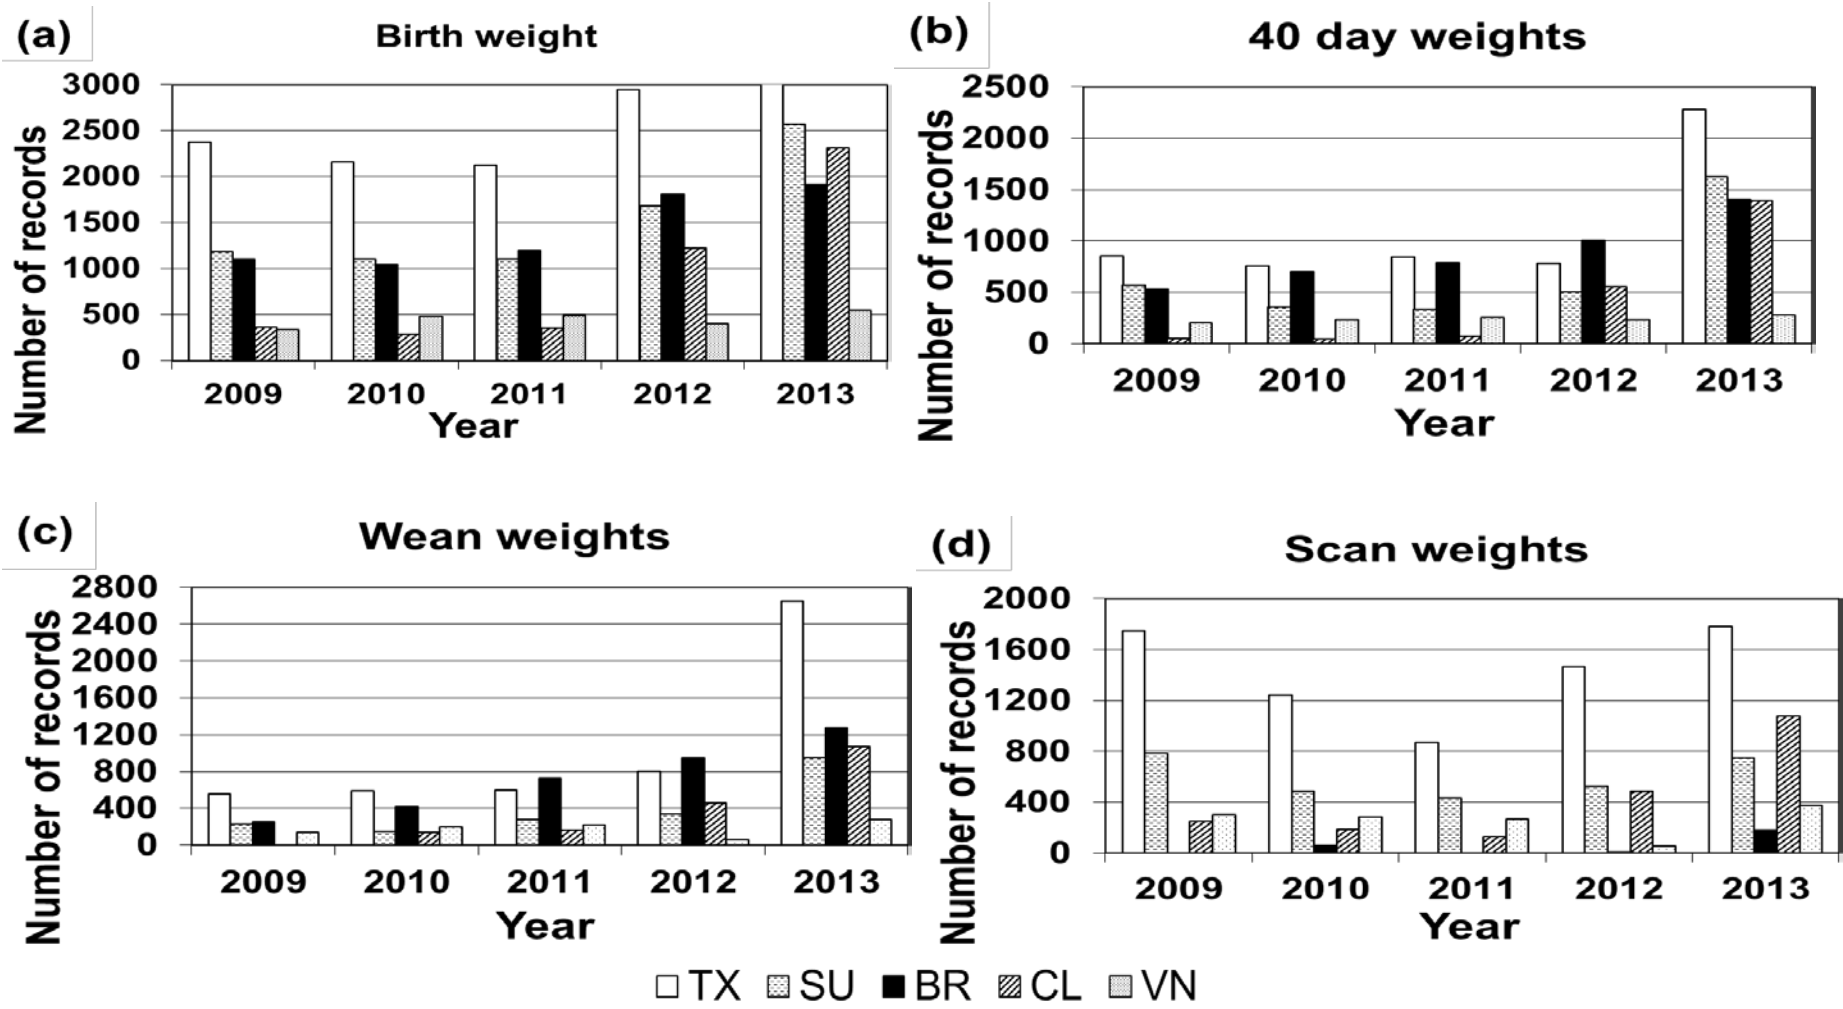 (a)
Birth weight
Number of records
3000
2500
2000
1500
1000
500
0
2009 2010 2011 2012 2013
Year
(b)
40 day weights
Number of records
2500
2000
1500
1000
500
0
2009 2010 2011 2012 2013
Year
(c)
Wean weights
Number of records
2800
2400
2000
1600
1200
800
400
0
2009 2010 2011 2012 2013
Year
(d)
Scan weights
Number of records
2000
1600
1200
800
400
0
2009 2010 2011 2012 2013
Year
TX SU BR CL VN